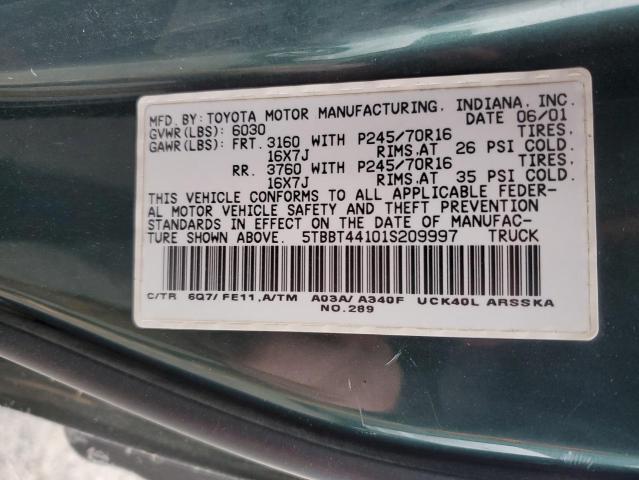 MFD. BY: TOYOTA MOTOR MANUFACTURING, INDIANA, INC.
GVWR(LBS): 6030 DATE 06/01
GAWR(LBS): FRT. 3160 WITH P245/70R16 TIRES,
16X7J RIMS,AT 26 PSI COLD.
RR. 3760 WITH P245/70R16 TIRES,
16X7J RIMS,AT 35 PSI COLD.
THIS VEHICLE CONFORMS TO ALL APPLICABLE FEDER-
AL MOTOR VEHICLE SAFETY AND THEFT PREVENTION
STANDARDS IN EFFECT ON THE DATE OF MANUFAC-
TURE SHOWN ABOVE. 5TBBT44101S209997 TRUCK
C/TR 6Q7/ FE11,A/TM A03A/ A340F UCK40L ARSSKA
NO.289